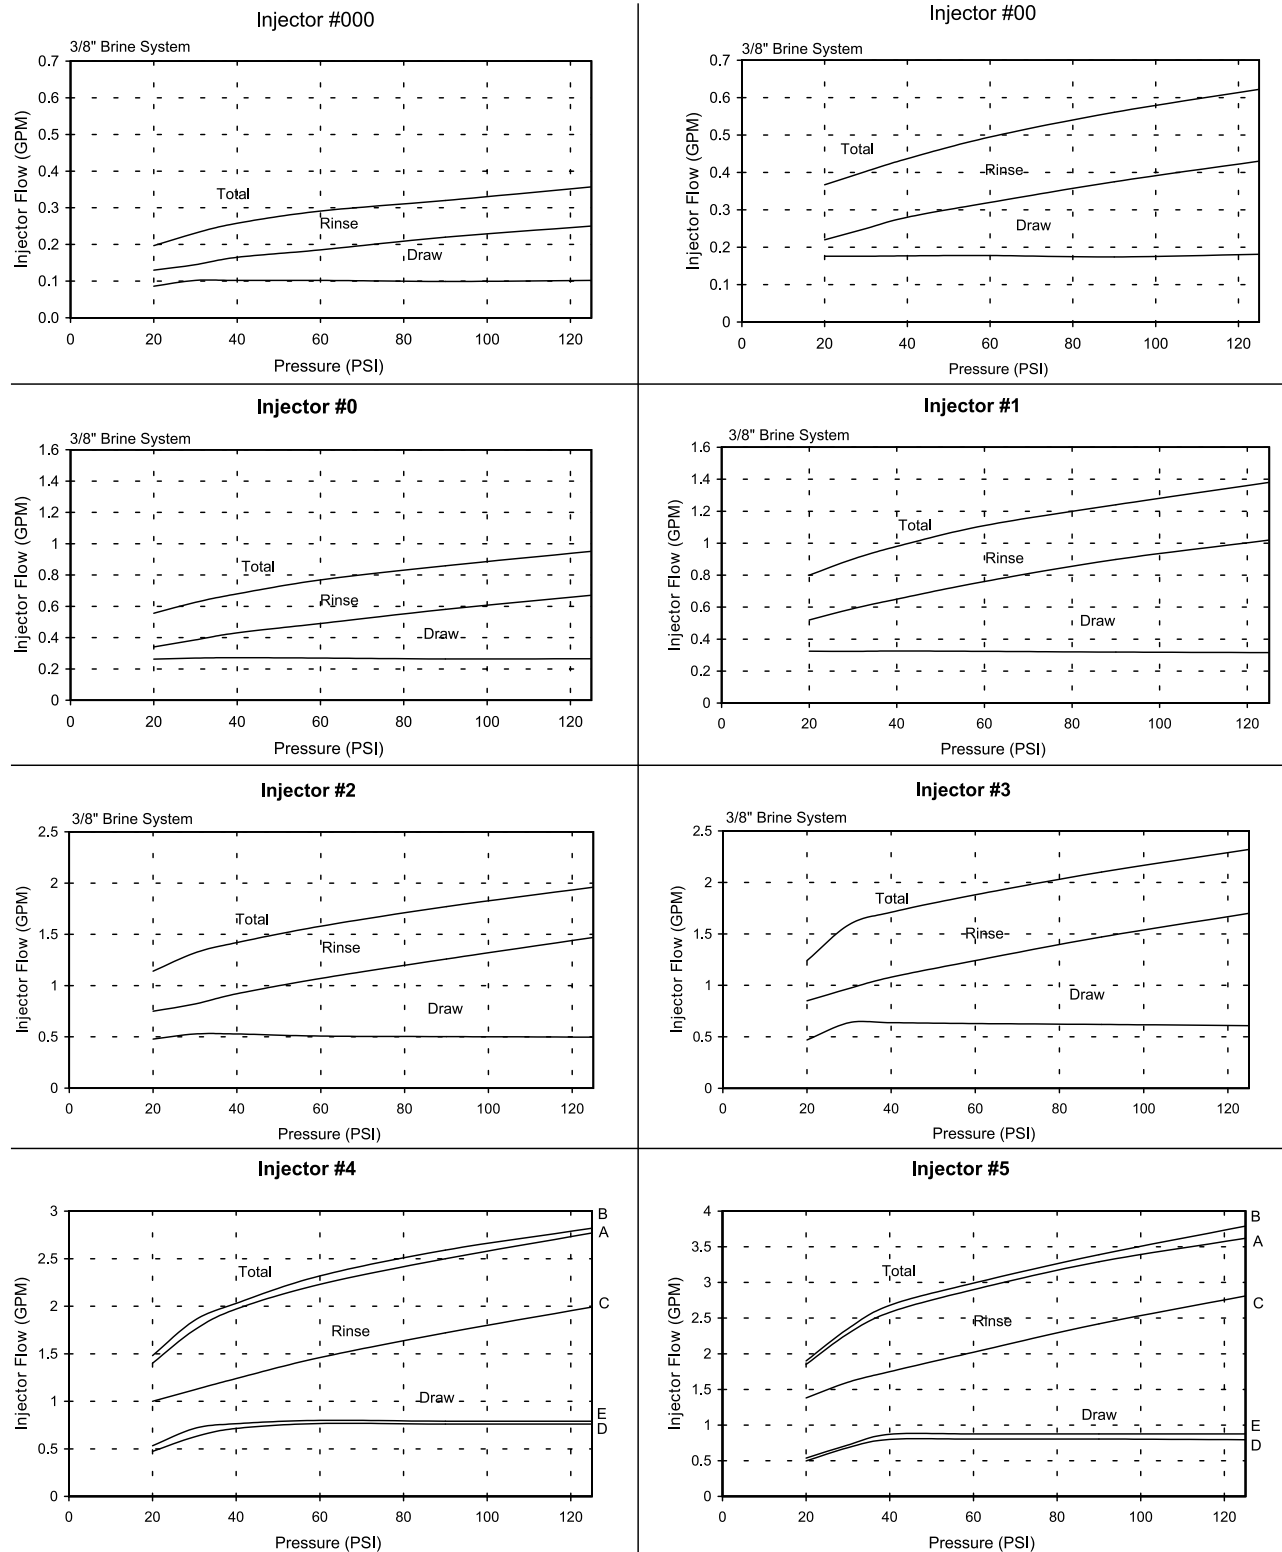 Injector #000
3/8" Brine System
Injector Flow (GPM)
0.7
0.6
0.5
0.4
0.3
0.2
0.1
0.0
Total
Rinse
Draw
0 20 40 60 80 100 120
Pressure (PSI)
Injector #00
3/8" Brine System
Injector Flow (GPM)
0.7
0.6
0.5
0.4
0.3
0.2
0.1
0
Total
Rinse
Draw
0 20 40 60 80 100 120
Pressure (PSI)
Injector #0
3/8" Brine System
Injector Flow (GPM)
1.6
1.4
1.2
1
0.8
0.6
0.4
0.2
0
Total
Rinse
Draw
0 20 40 60 80 100 120
Pressure (PSI)
Injector #1
3/8" Brine System
Injector Flow (GPM)
1.6
1.4
1.2
1
0.8
0.6
0.4
0.2
0
Total
Rinse
Draw
0 20 40 60 80 100 120
Pressure (PSI)
Injector #2
3/8" Brine System
Injector Flow (GPM)
2.5
2
1.5
1
0.5
0
Total
Rinse
Draw
0 20 40 60 80 100 120
Pressure (PSI)
Injector #3
3/8" Brine System
Injector Flow (GPM)
2.5
2
1.5
1
0.5
0
Total
Rinse
Draw
0 20 40 60 80 100 120
Pressure (PSI)
Injector #4
Injector Flow (GPM)
3
2.5
2
1.5
1
0.5
0
Total
Rinse
Draw
B
A
C
E
D
0 20 40 60 80 100 120
Pressure (PSI)
Injector #5
Injector Flow (GPM)
4
3.5
3
2.5
2
1.5
1
0.5
0
Total
Rinse
Draw
B
A
C
E
D
0 20 40 60 80 100 120
Pressure (PSI)